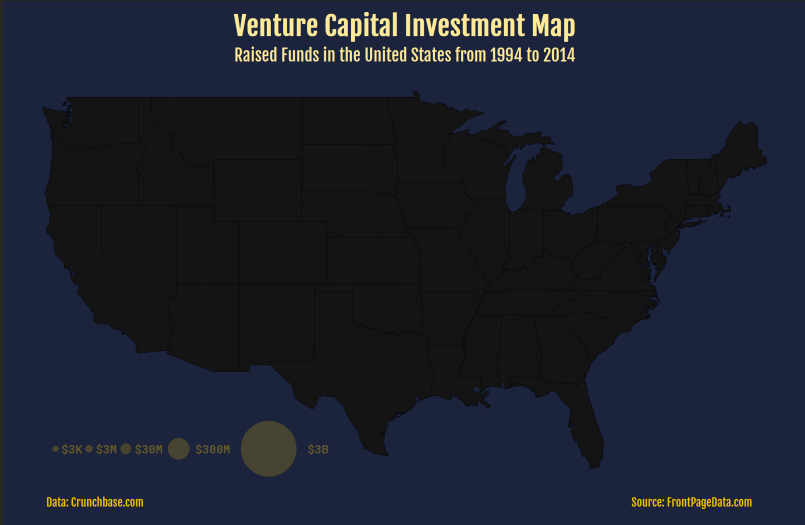 Venture Capital Investment Map
Raised Funds in the United States from 1994 to 2014
$3K $3M $30M $300M $3B
Data: Crunchbase.com
Source: FrontPageData.com